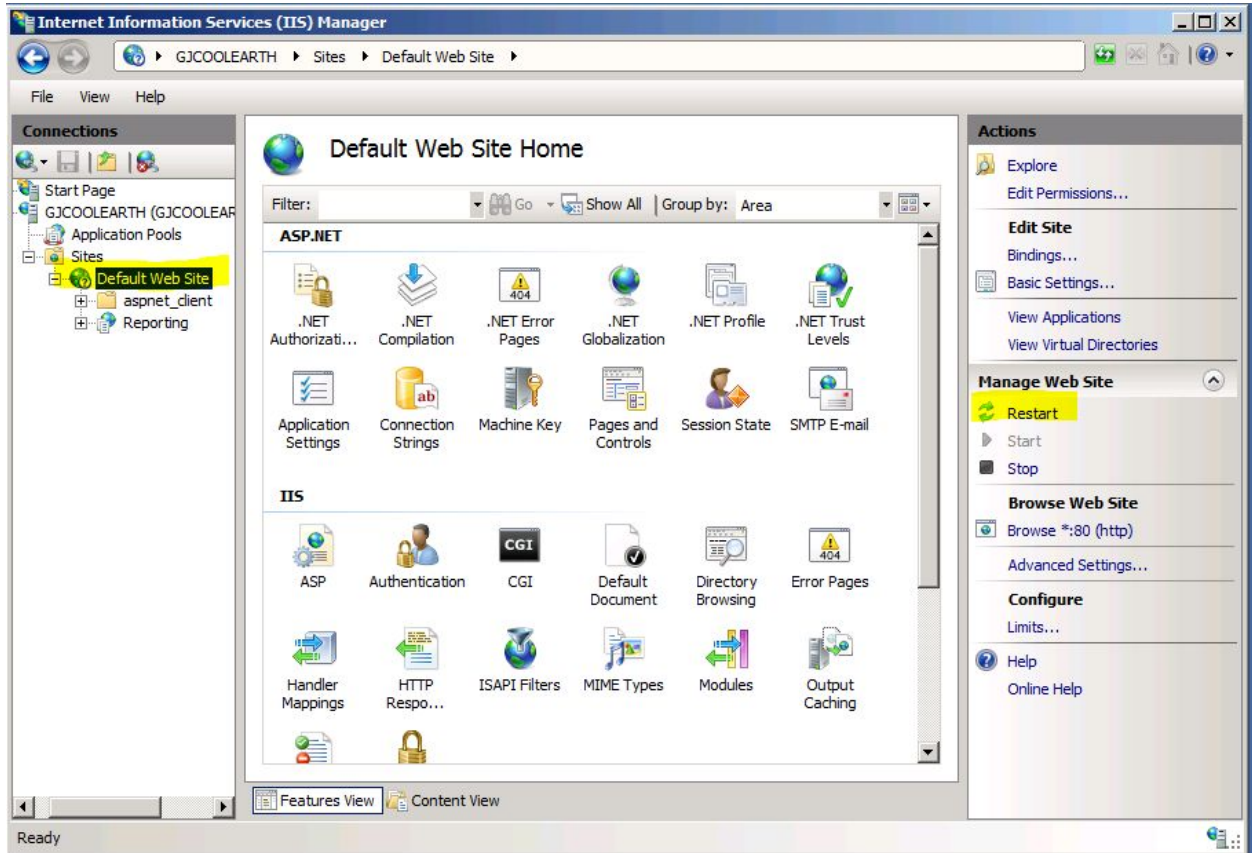 Internet Information Services (IIS) Manager
GJCOOLEARTH Sites Default Web Site
File View Help
Connections
Start Page
GJCOOLEARTH (GJCOOLEAR
Application Pools
Sites
Default Web Site
aspnet_client
Reporting
Default Web Site Home
Filter: Go Show All Group by: Area
ASP.NET
.NET Authorizati...
.NET Compilation
.NET Error Pages
.NET Globalization
.NET Profile
.NET Trust Levels
Application Settings
Connection Strings
Machine Key
Pages and Controls
Session State
SMTP E-mail
IIS
ASP
Authentication
CGI
Default Document
Directory Browsing
Error Pages
Handler Mappings
HTTP Respo...
ISAPI Filters
MIME Types
Modules
Output Caching
Features View Content View
Actions
Explore
Edit Permissions...
Edit Site
Bindings...
Basic Settings...
View Applications
View Virtual Directories
Manage Web Site
Restart
Start
Stop
Browse Web Site
Browse *:80 (http)
Advanced Settings...
Configure
Limits...
Help
Online Help
Ready